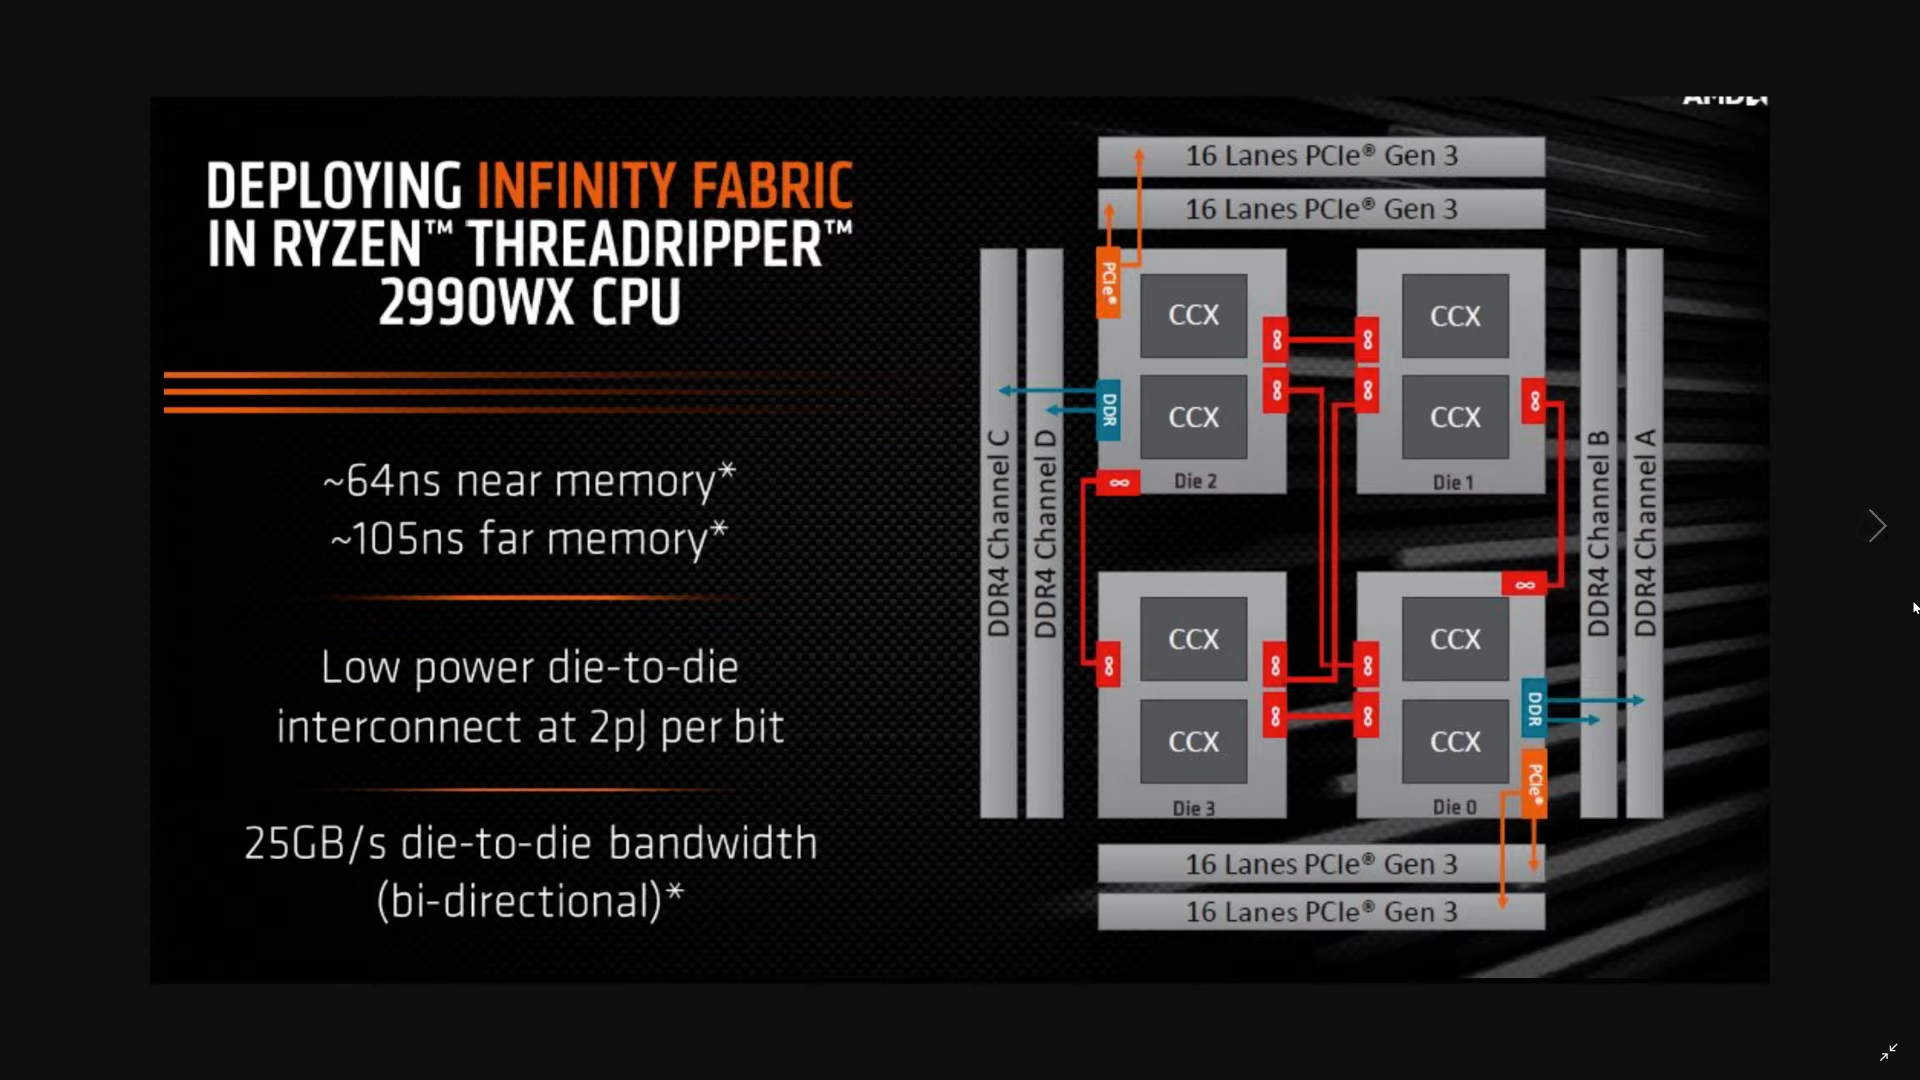 DEPLOYING INFINITY FABRIC
IN RYZEN™ THREADRIPPER™
2990WX CPU
~64ns near memory*
~105ns far memory*
Low power die-to-die
interconnect at 2pJ per bit
25GB/s die-to-die bandwidth
(bi-directional)*
16 Lanes PCIe® Gen 3
16 Lanes PCIe® Gen 3
DDR4 Channel C
DDR4 Channel D
PCIe®
DDR
CCX
CCX
Die 2
CCX
CCX
Die 1
CCX
CCX
Die 3
CCX
CCX
Die 0
DDR
PCIe®
DDR4 Channel B
DDR4 Channel A
16 Lanes PCIe® Gen 3
16 Lanes PCIe® Gen 3